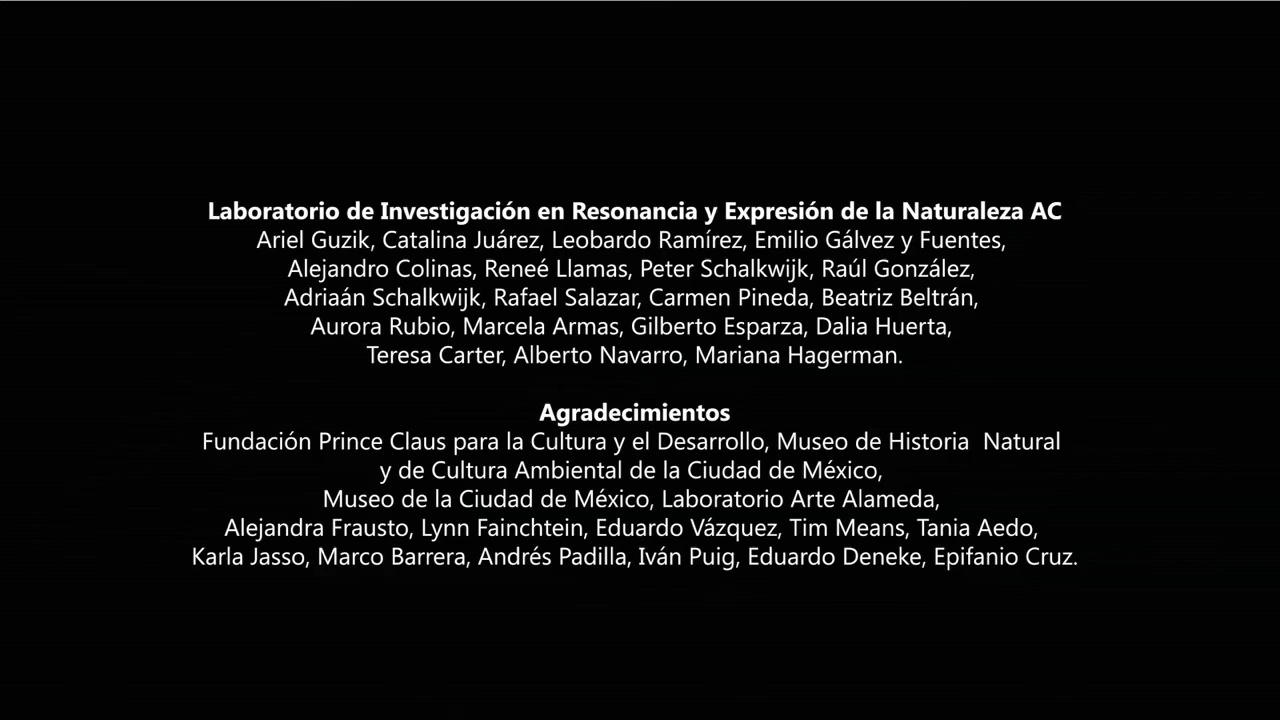 Laboratorio de Investigación en Resonancia y Expresión de la Naturaleza AC
Ariel Guzik, Catalina Juárez, Leobardo Ramírez, Emilio Gálvez y Fuentes,
Alejandro Colinas, Reneé Llamas, Peter Schalkwijk, Raúl González,
Adriaán Schalkwijk, Rafael Salazar, Carmen Pineda, Beatriz Beltrán,
Aurora Rubio, Marcela Armas, Gilberto Esparza, Dalia Huerta,
Teresa Carter, Alberto Navarro, Mariana Hagerman.
Agradecimientos
Fundación Prince Claus para la Cultura y el Desarrollo, Museo de Historia  Natural
y de Cultura Ambiental de la Ciudad de México,
Museo de la Ciudad de México, Laboratorio Arte Alameda,
Alejandra Frausto, Lynn Fainchtein, Eduardo Vázquez, Tim Means, Tania Aedo,
Karla Jasso, Marco Barrera, Andrés Padilla, Iván Puig, Eduardo Deneke, Epifanio Cruz.